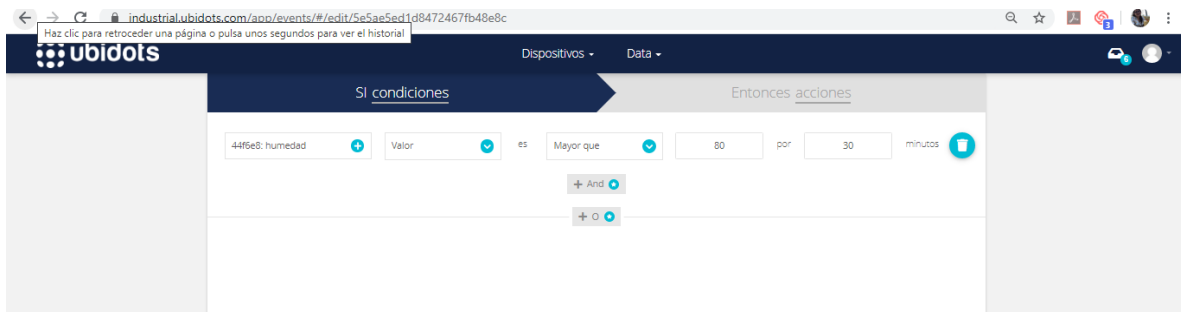 industrial.ubidots.com/app/events/#/edit/5e5ae5ed1d8472467fb48e8c
3
Haz clic para retroceder una página o pulsa unos segundos para ver el historial
ubidots
Dispositivos
Data
6
SI condiciones
Entonces acciones
44f6e8: humedad
Valor
es
Mayor que
80
por
30
minutos
+ And
+ O